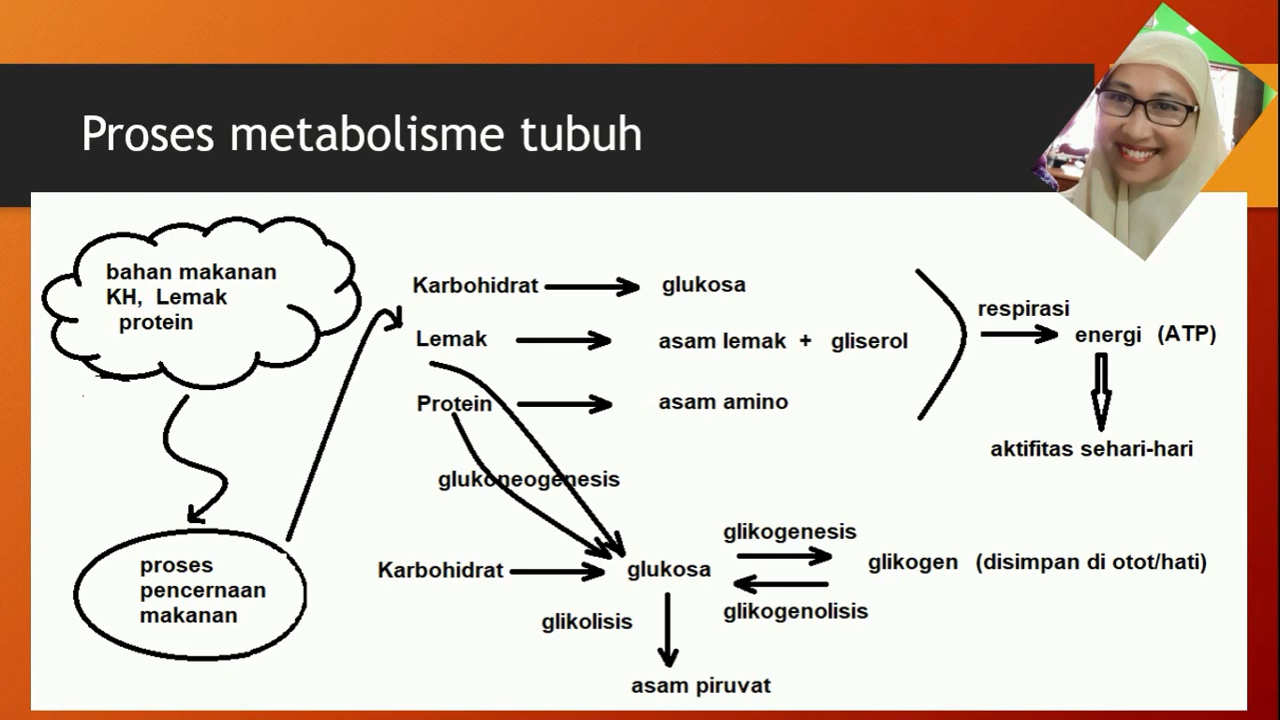 Proses metabolisme tubuh
bahan makanan
KH, Lemak
protein
Karbohidrat
glukosa
Lemak
asam lemak + gliserol
Protein
asam amino
respirasi
energi (ATP)
aktifitas sehari-hari
glukoneogenesis
proses
pencernaan
makanan
Karbohidrat
glukosa
glikogenesis
glikogen (disimpan di otot/hati)
glikogenolisis
glikolisis
asam piruvat